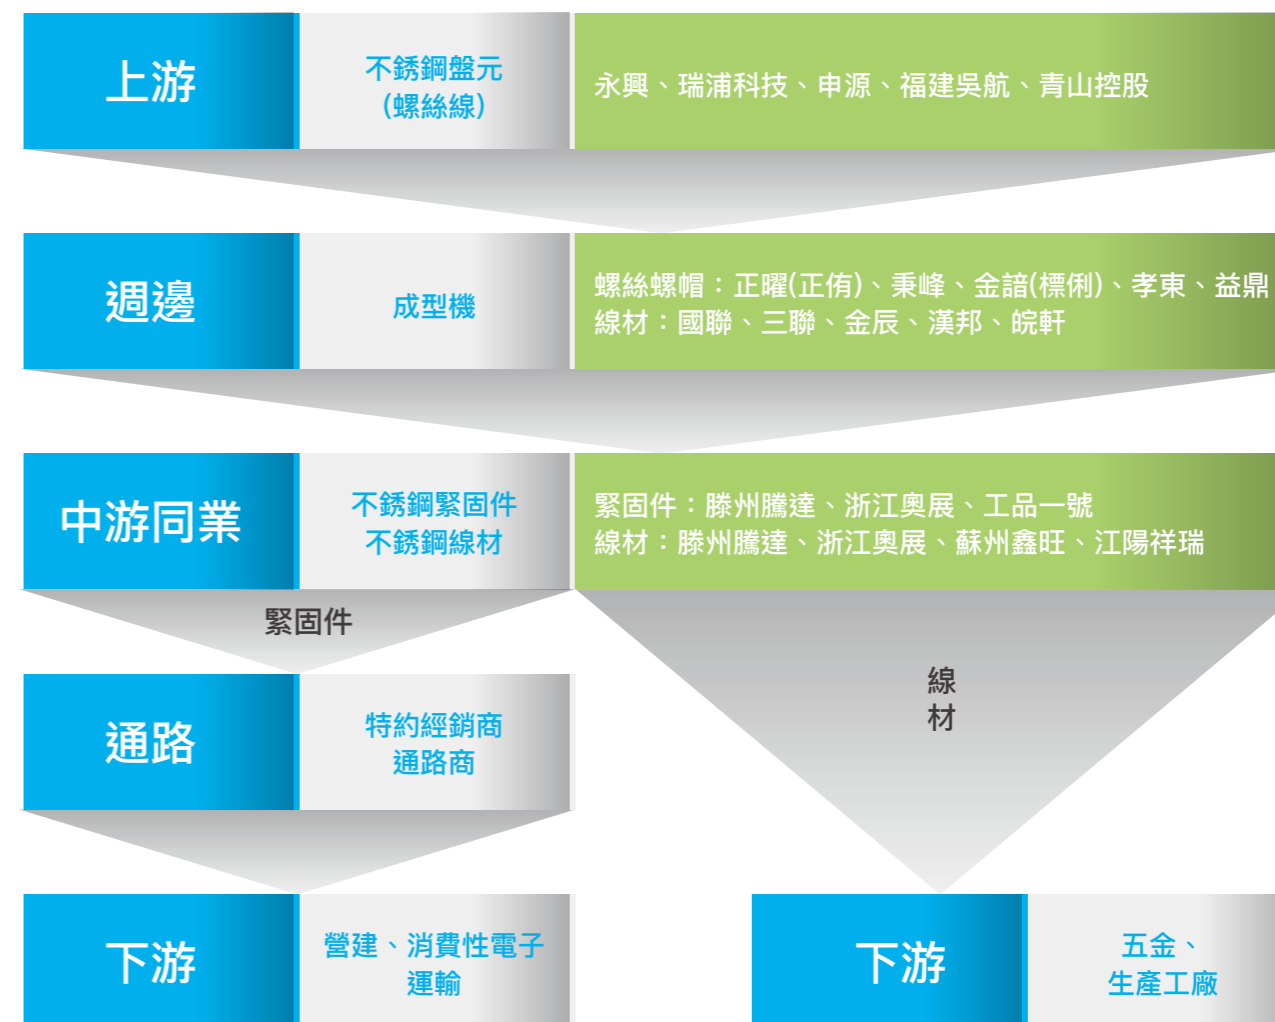 上游
不銹鋼盤元
(螺絲線)
永興、瑞浦科技、申源、福建吳航、青山控股
週邊
成型機
螺絲螺帽：正曜(正侑)、秉峰、金諳(標俐)、孝東、益鼎
線材：國聯、三聯、金辰、漢邦、皖軒
中游同業
不銹鋼緊固件
不銹鋼線材
緊固件：滕州騰達、浙江奧展、工品一號
線材：滕州騰達、浙江奧展、蘇州鑫旺、江陽祥瑞
緊固件
線
材
通路
特約經銷商
通路商
下游
營建、消費性電子
運輸
下游
五金、
生產工廠